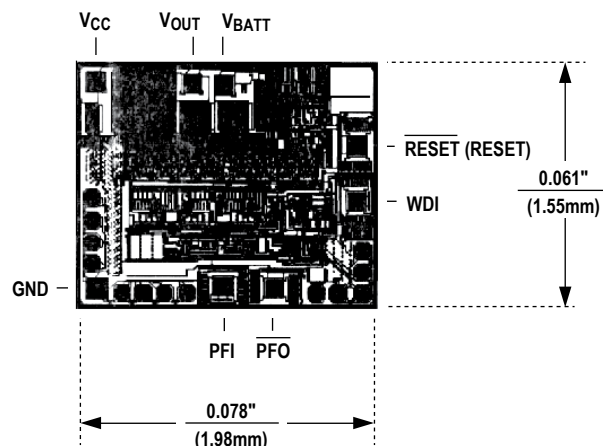 VCC VOUT VBATT
RESET (RESET)
0.061"
(1.55mm)
WDI
GND
PFI PFO
0.078"
(1.98mm)